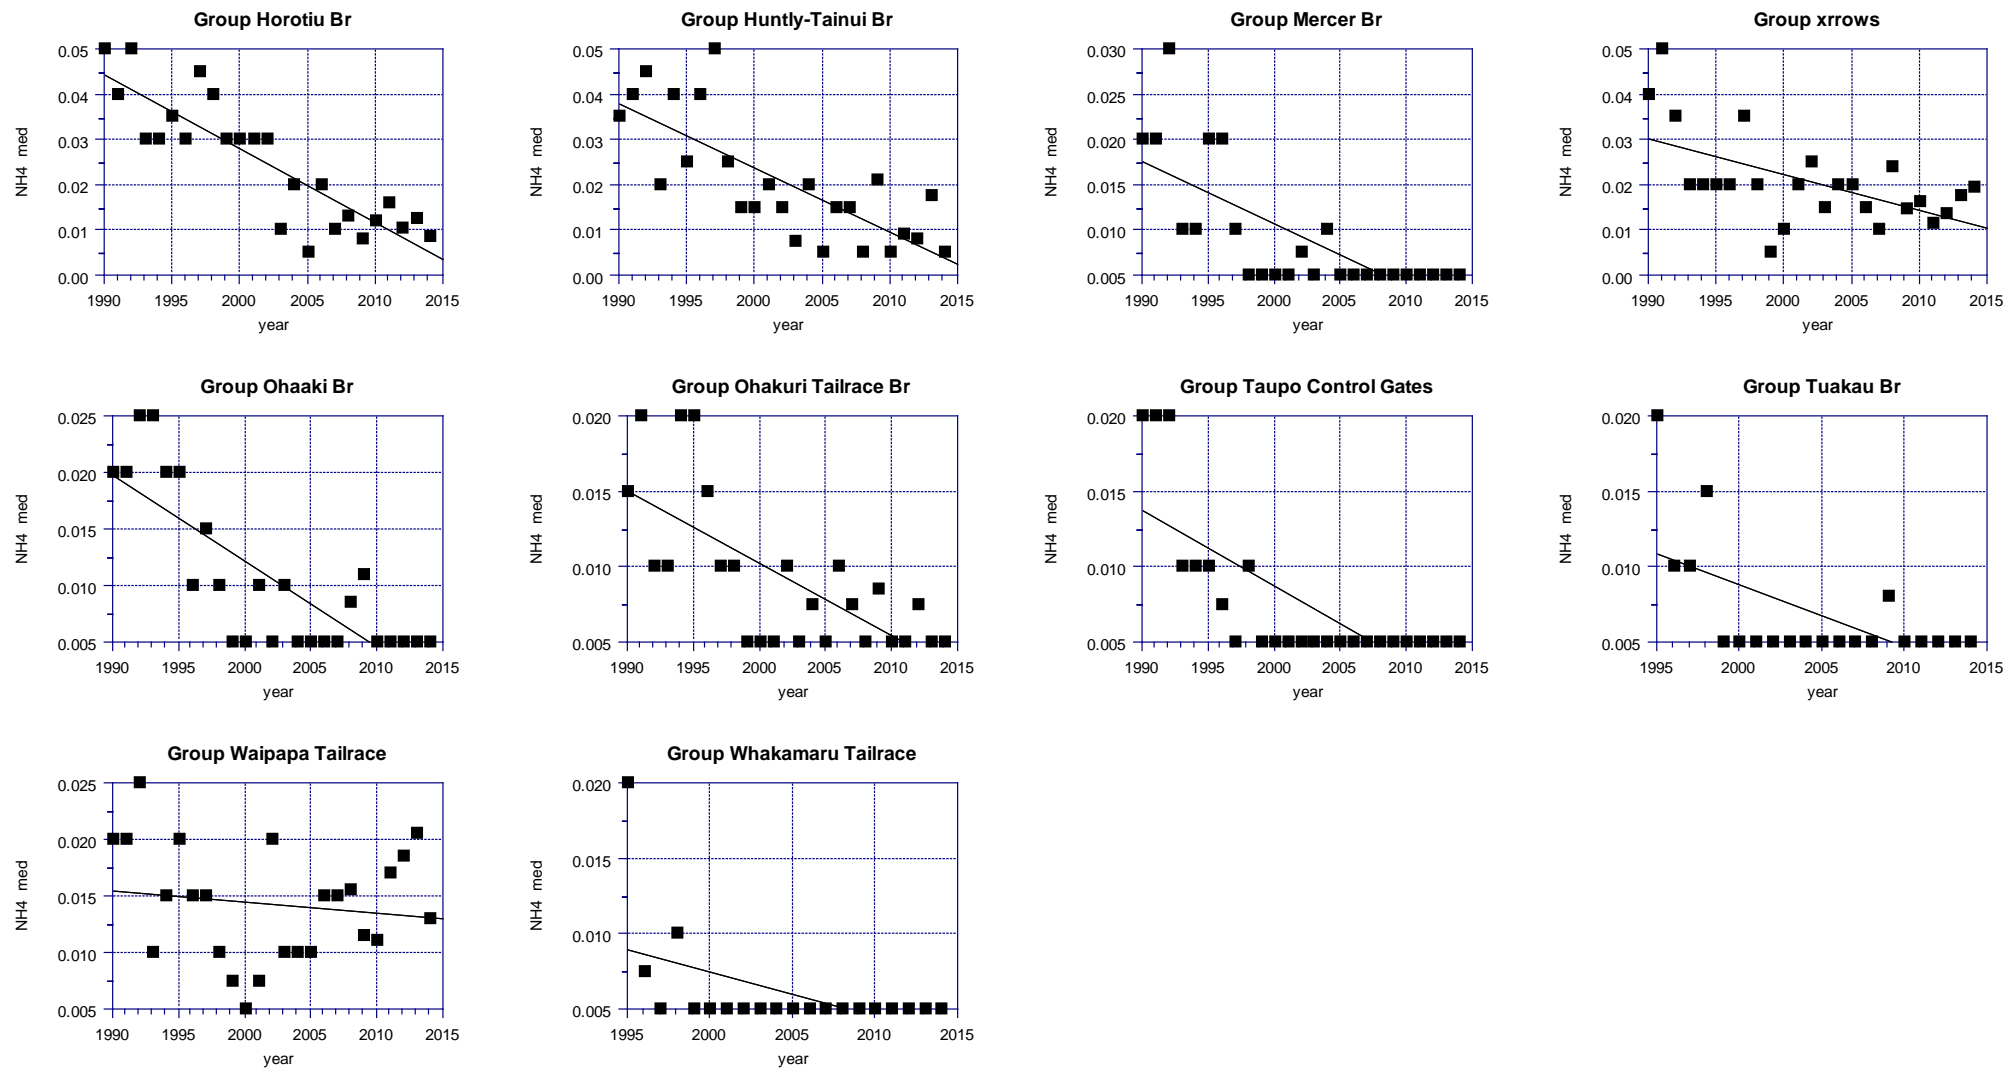 Group Horotiu Br
NH4 med
0.05
0.04
0.03
0.02
0.01
0.00
1990 1995 2000 2005 2010 2015
year
Group Huntly-Tainui Br
NH4 med
0.05
0.04
0.03
0.02
0.01
0.00
1990 1995 2000 2005 2010 2015
year
Group Mercer Br
NH4 med
0.030
0.025
0.020
0.015
0.010
0.005
1990 1995 2000 2005 2010 2015
year
Group xrrows
NH4 med
0.05
0.04
0.03
0.02
0.01
0.00
1990 1995 2000 2005 2010 2015
year
Group Ohaaki Br
NH4 med
0.025
0.020
0.015
0.010
0.005
1990 1995 2000 2005 2010 2015
year
Group Ohakuri Tailrace Br
NH4 med
0.020
0.015
0.010
0.005
1990 1995 2000 2005 2010 2015
year
Group Taupo Control Gates
NH4 med
0.020
0.015
0.010
0.005
1990 1995 2000 2005 2010 2015
year
Group Tuakau Br
NH4 med
0.020
0.015
0.010
0.005
1995 2000 2005 2010 2015
year
Group Waipapa Tailrace
NH4 med
0.025
0.020
0.015
0.010
0.005
1990 1995 2000 2005 2010 2015
year
Group Whakamaru Tailrace
NH4 med
0.020
0.015
0.010
0.005
1995 2000 2005 2010 2015
year